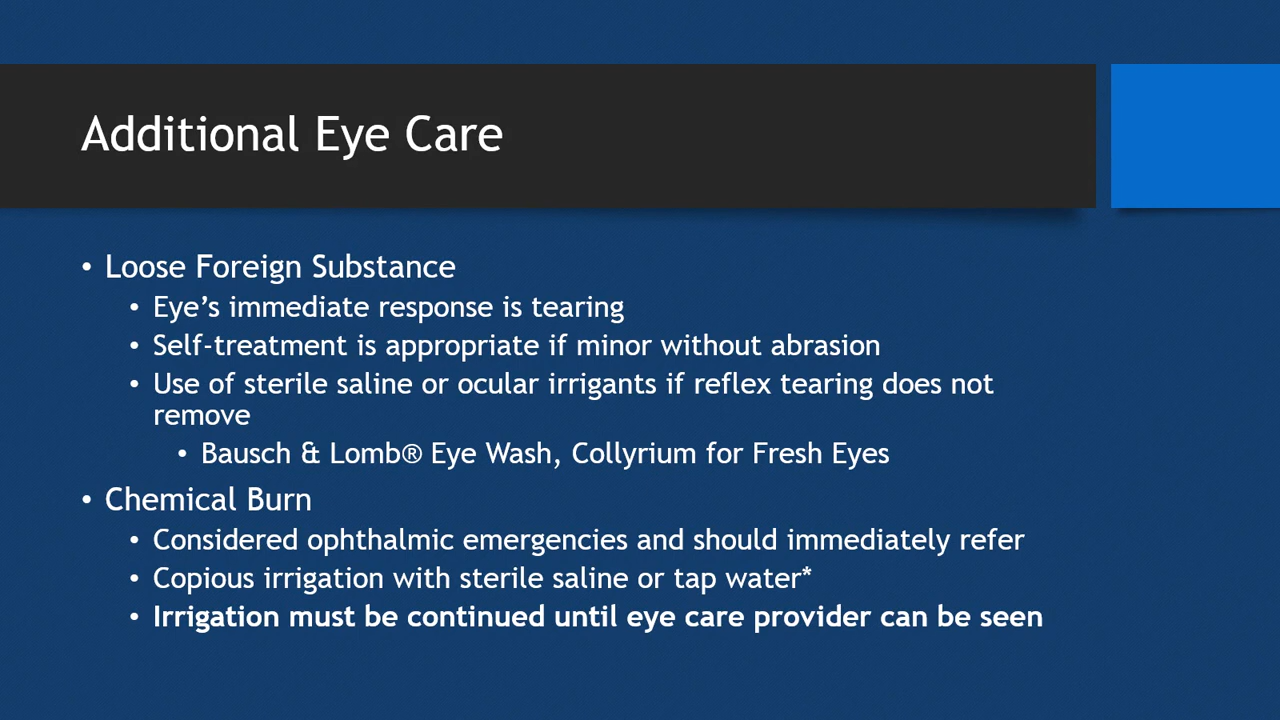 Additional Eye Care
• Loose Foreign Substance
• Eye’s immediate response is tearing
• Self-treatment is appropriate if minor without abrasion
• Use of sterile saline or ocular irrigants if reflex tearing does not
remove
• Bausch & Lomb® Eye Wash, Collyrium for Fresh Eyes
• Chemical Burn
• Considered ophthalmic emergencies and should immediately refer
• Copious irrigation with sterile saline or tap water*
• Irrigation must be continued until eye care provider can be seen